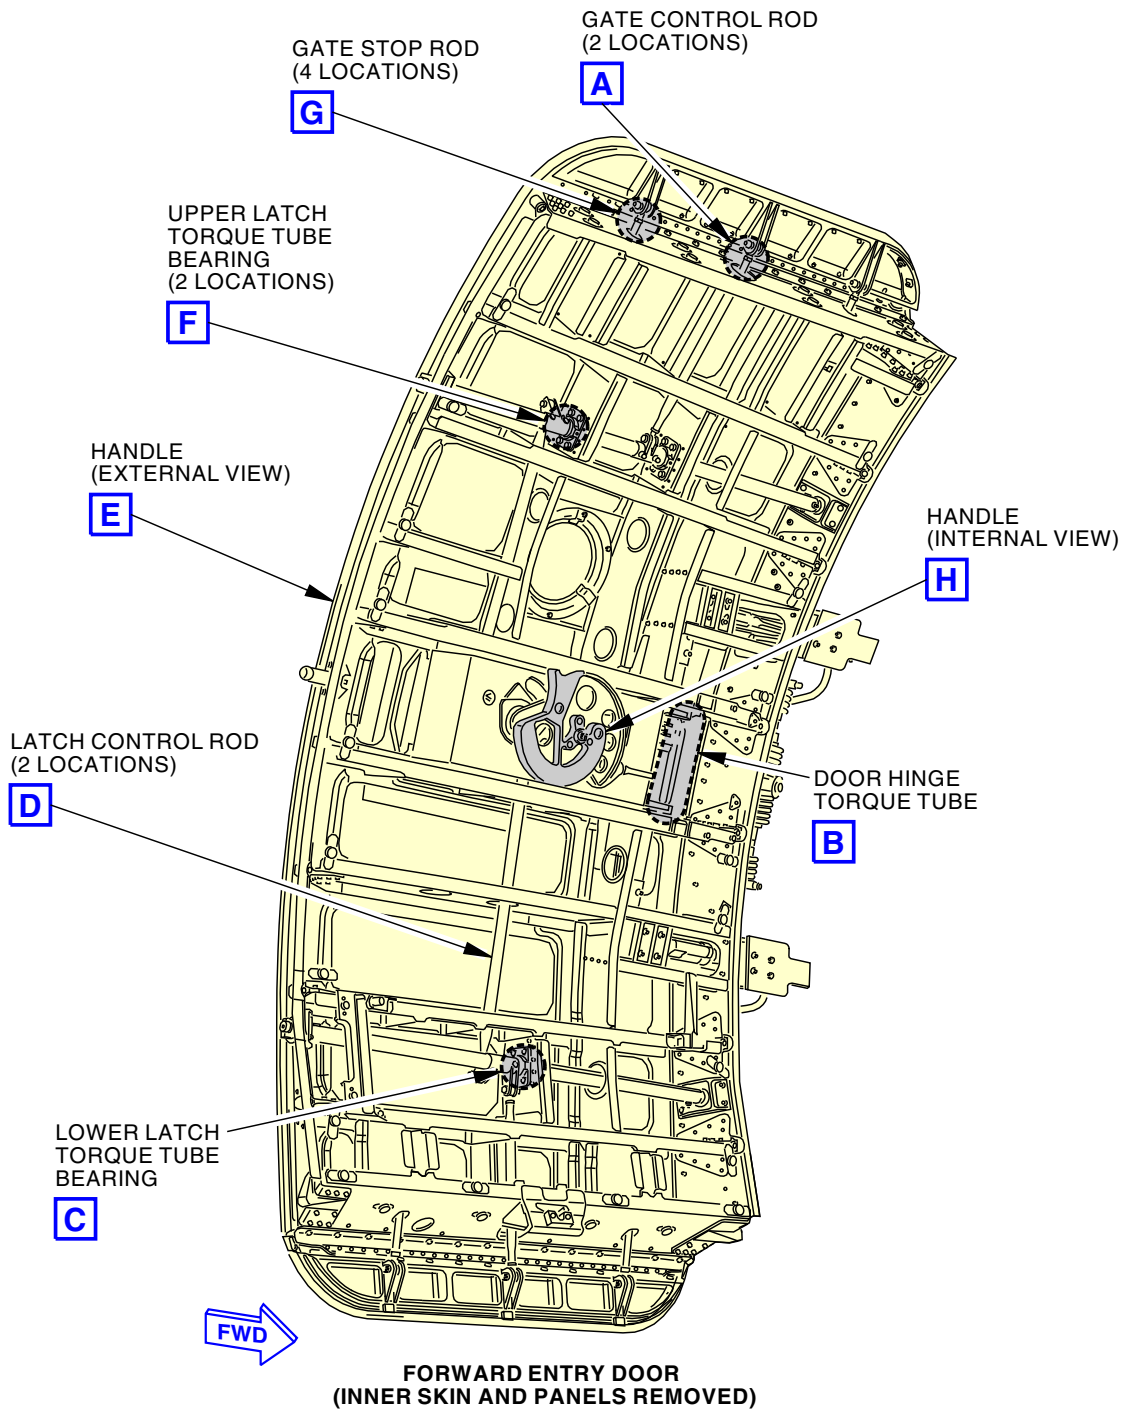 GATE CONTROL ROD
(2 LOCATIONS)
A
GATE STOP ROD
(4 LOCATIONS)
G
UPPER LATCH
TORQUE TUBE
BEARING
(2 LOCATIONS)
F
HANDLE
(EXTERNAL VIEW)
E
HANDLE
(INTERNAL VIEW)
H
LATCH CONTROL ROD
(2 LOCATIONS)
D
DOOR HINGE
TORQUE TUBE
B
LOWER LATCH
TORQUE TUBE
BEARING
C
FWD
FORWARD ENTRY DOOR
(INNER SKIN AND PANELS REMOVED)